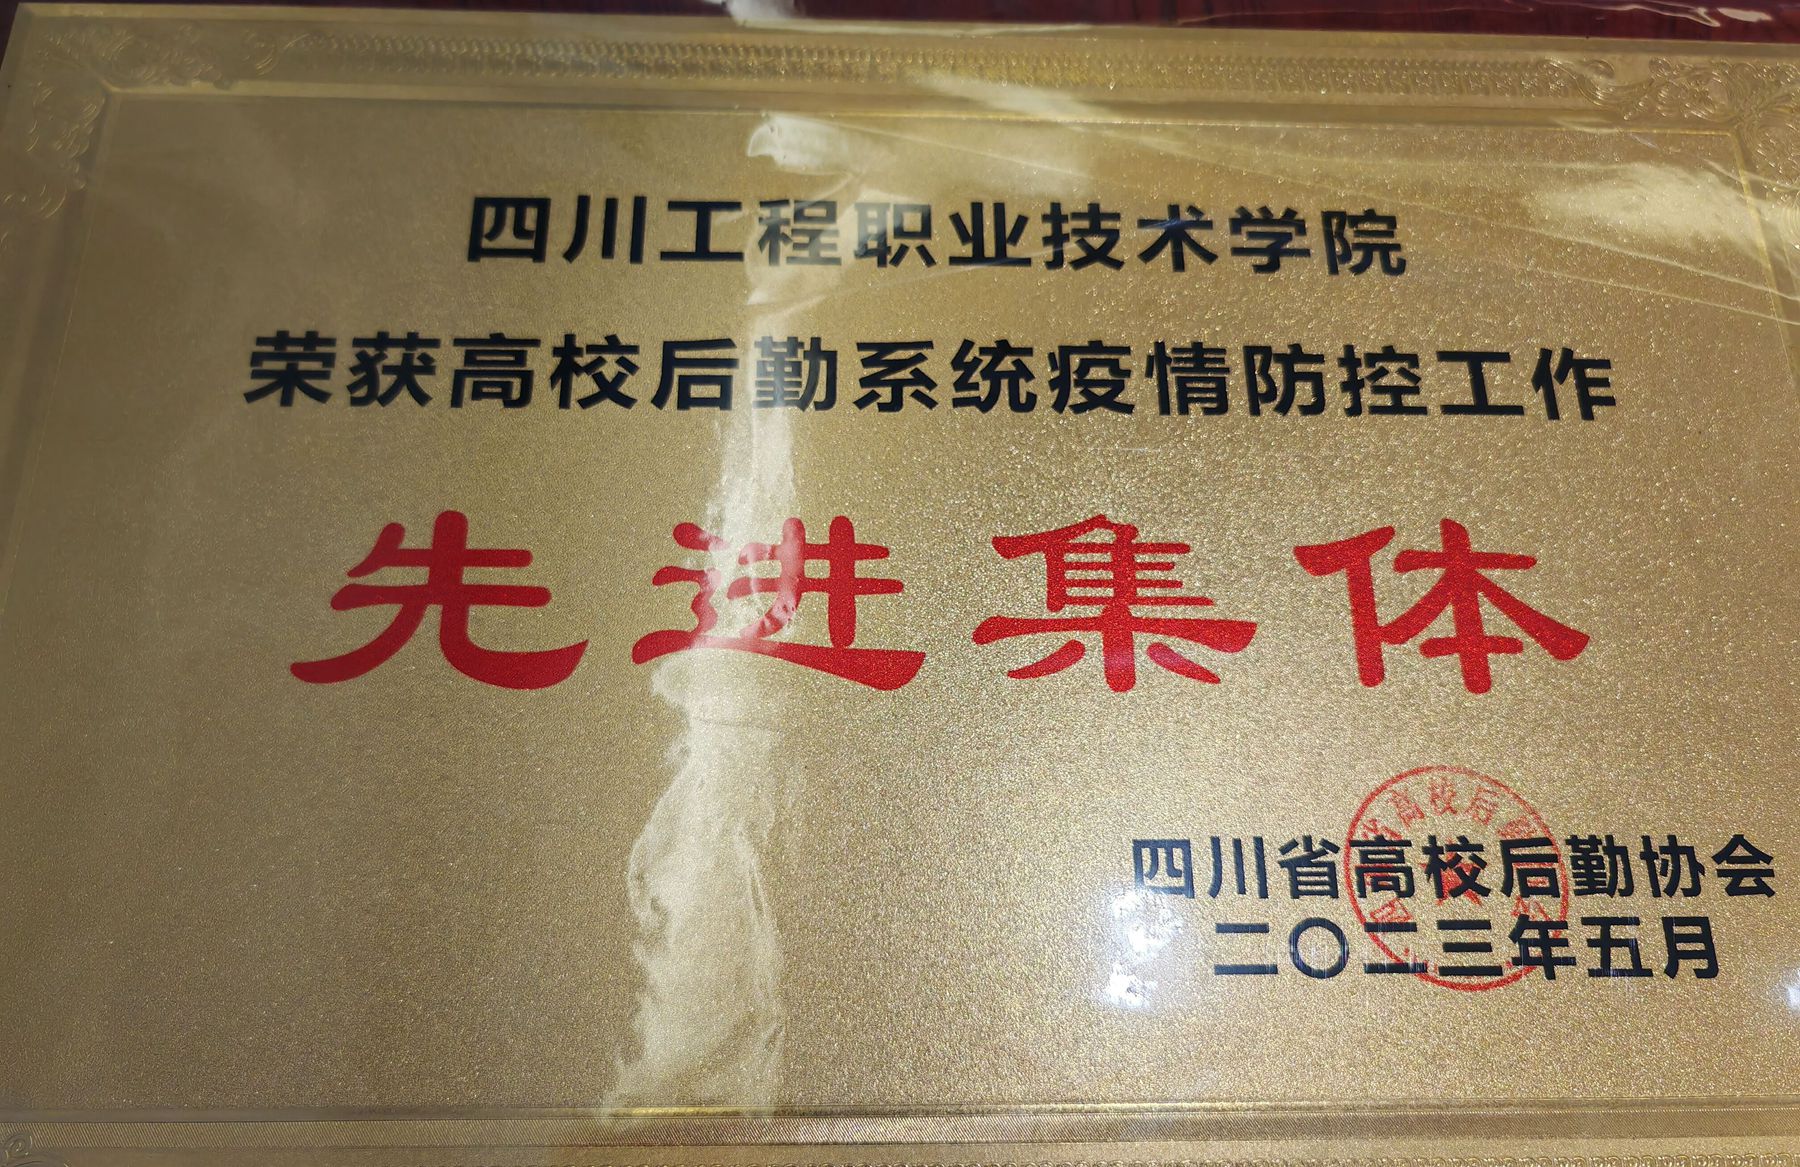 四川工程职业技术学院
荣获高校后勤系统疫情防控工作
先进集体
四川省高校后勤协会
二〇二三年五月